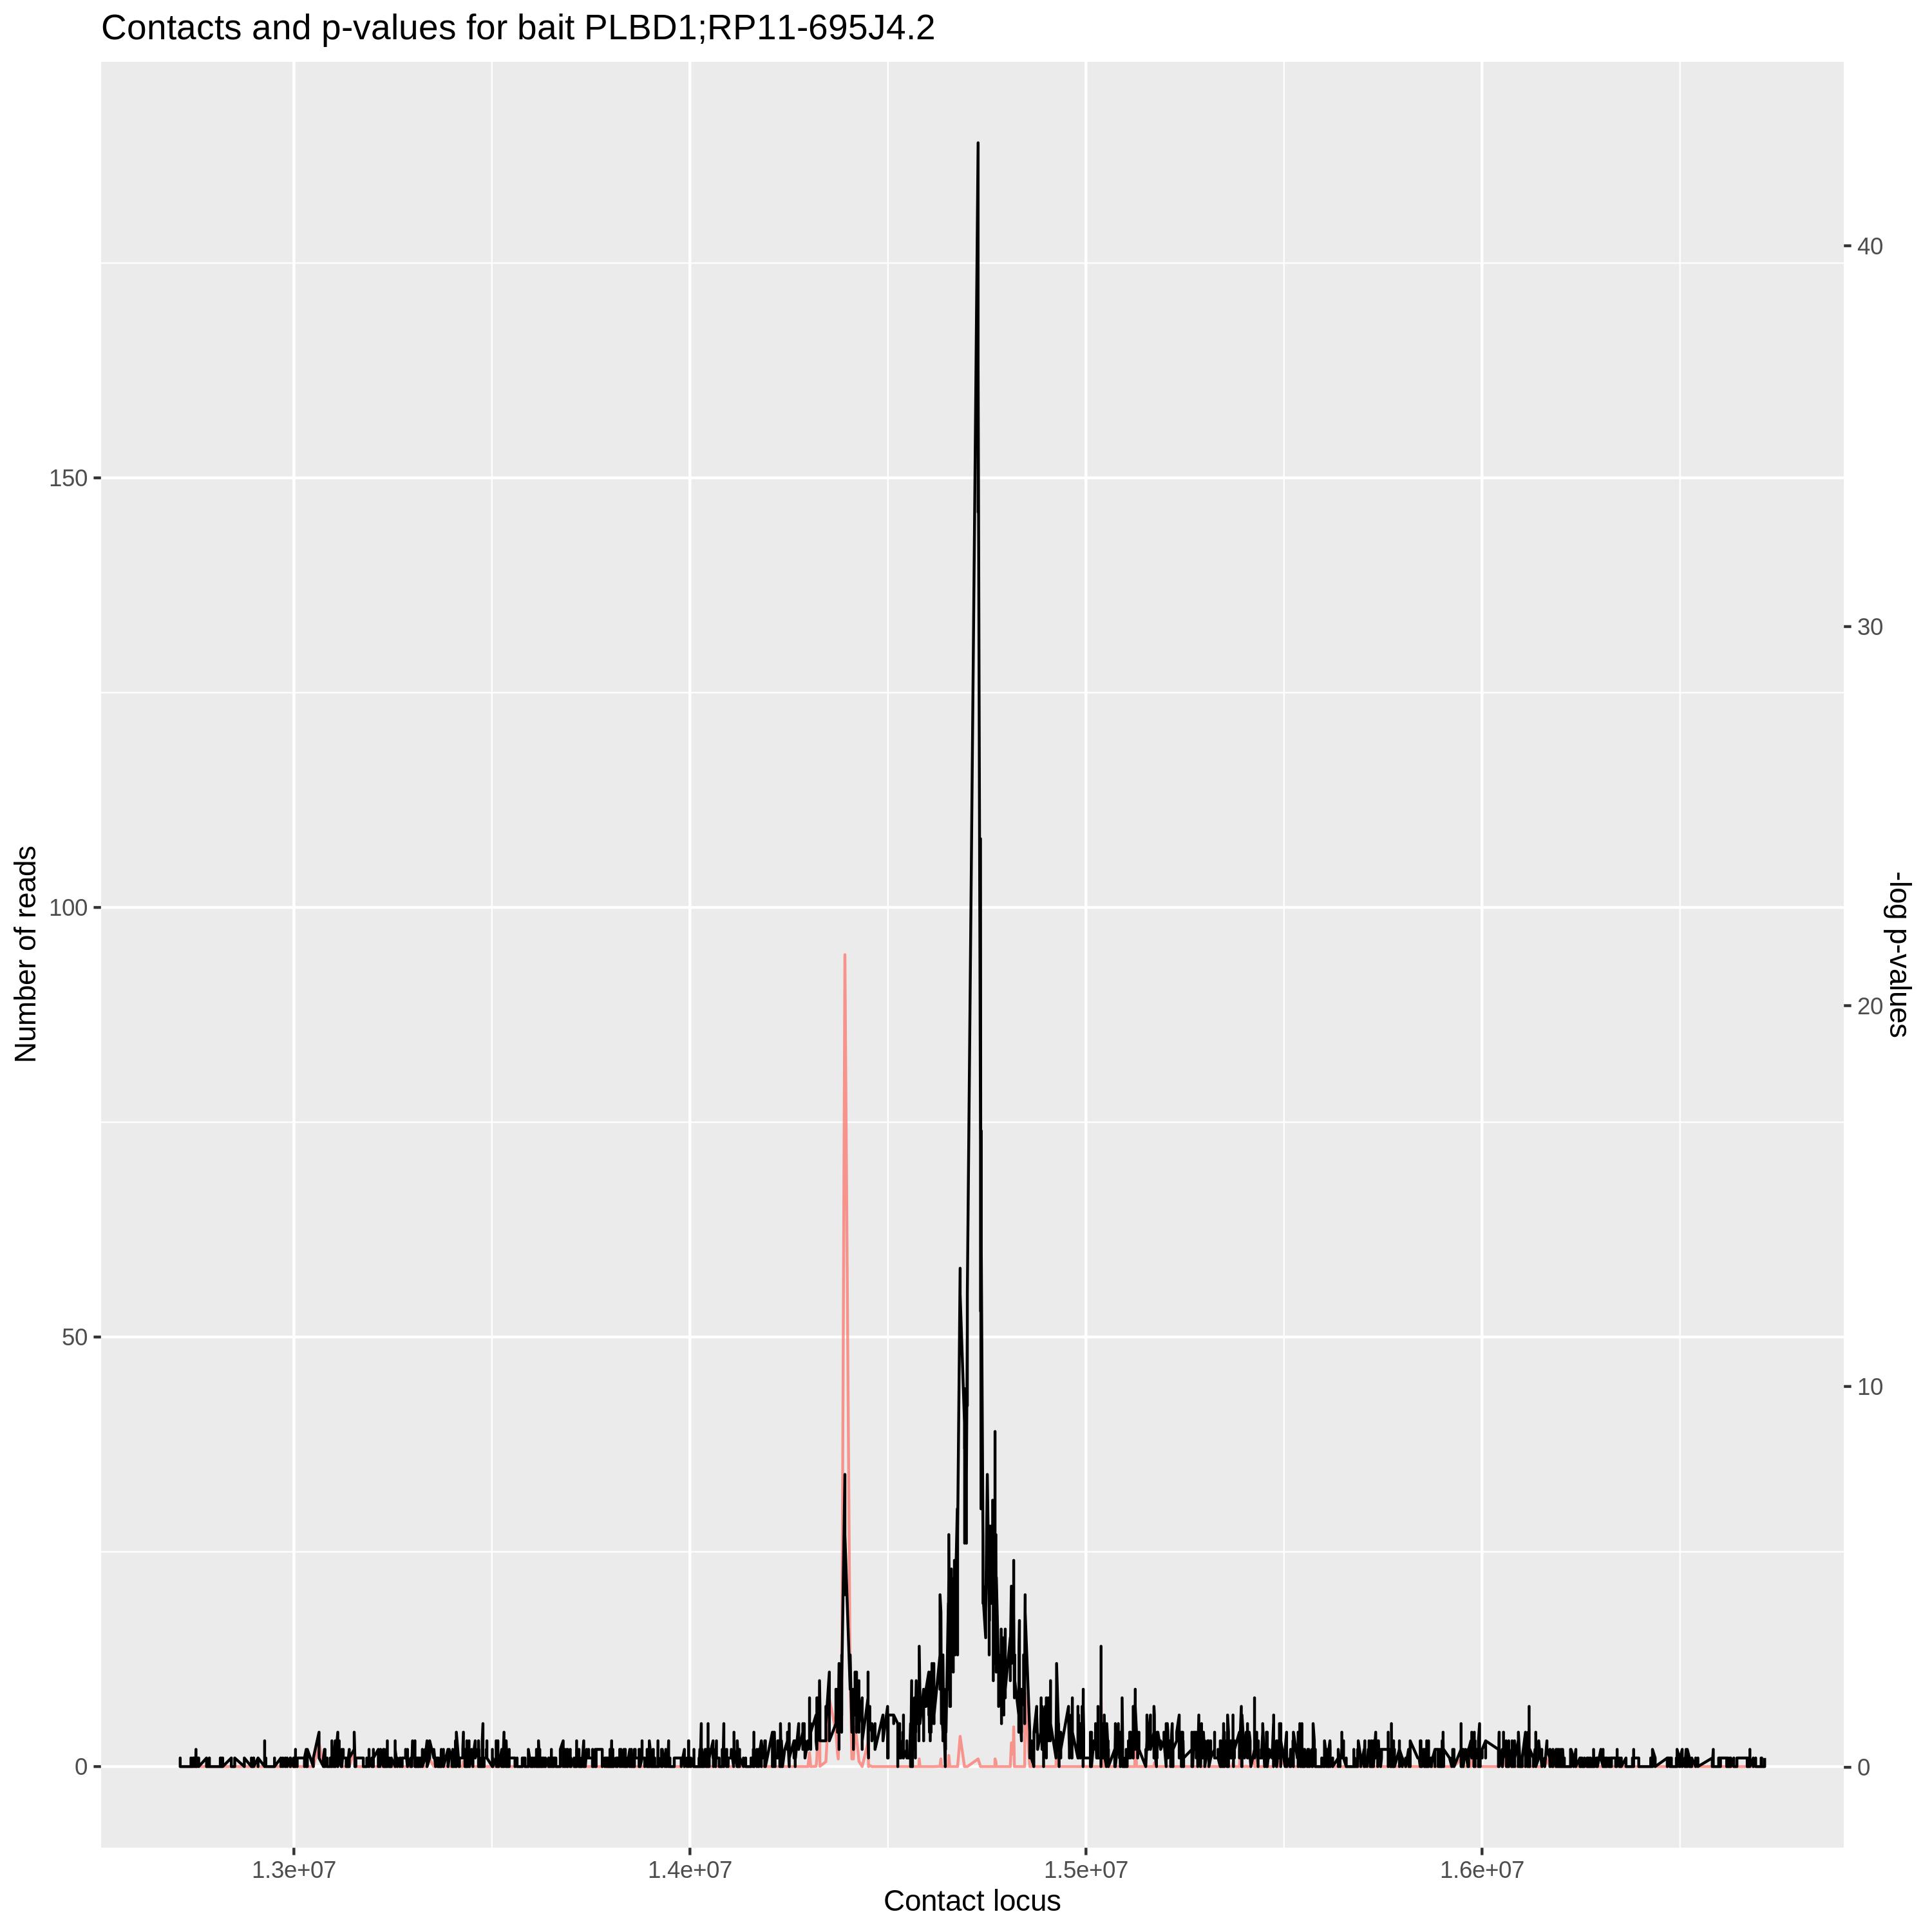 Contacts and p-values for bait PLBD1;RP11-695J4.2
Number of reads
150
100
50
0
40
30
20
10
0
-log p-values
1.3e+07
1.4e+07
1.5e+07
1.6e+07
Contact locus